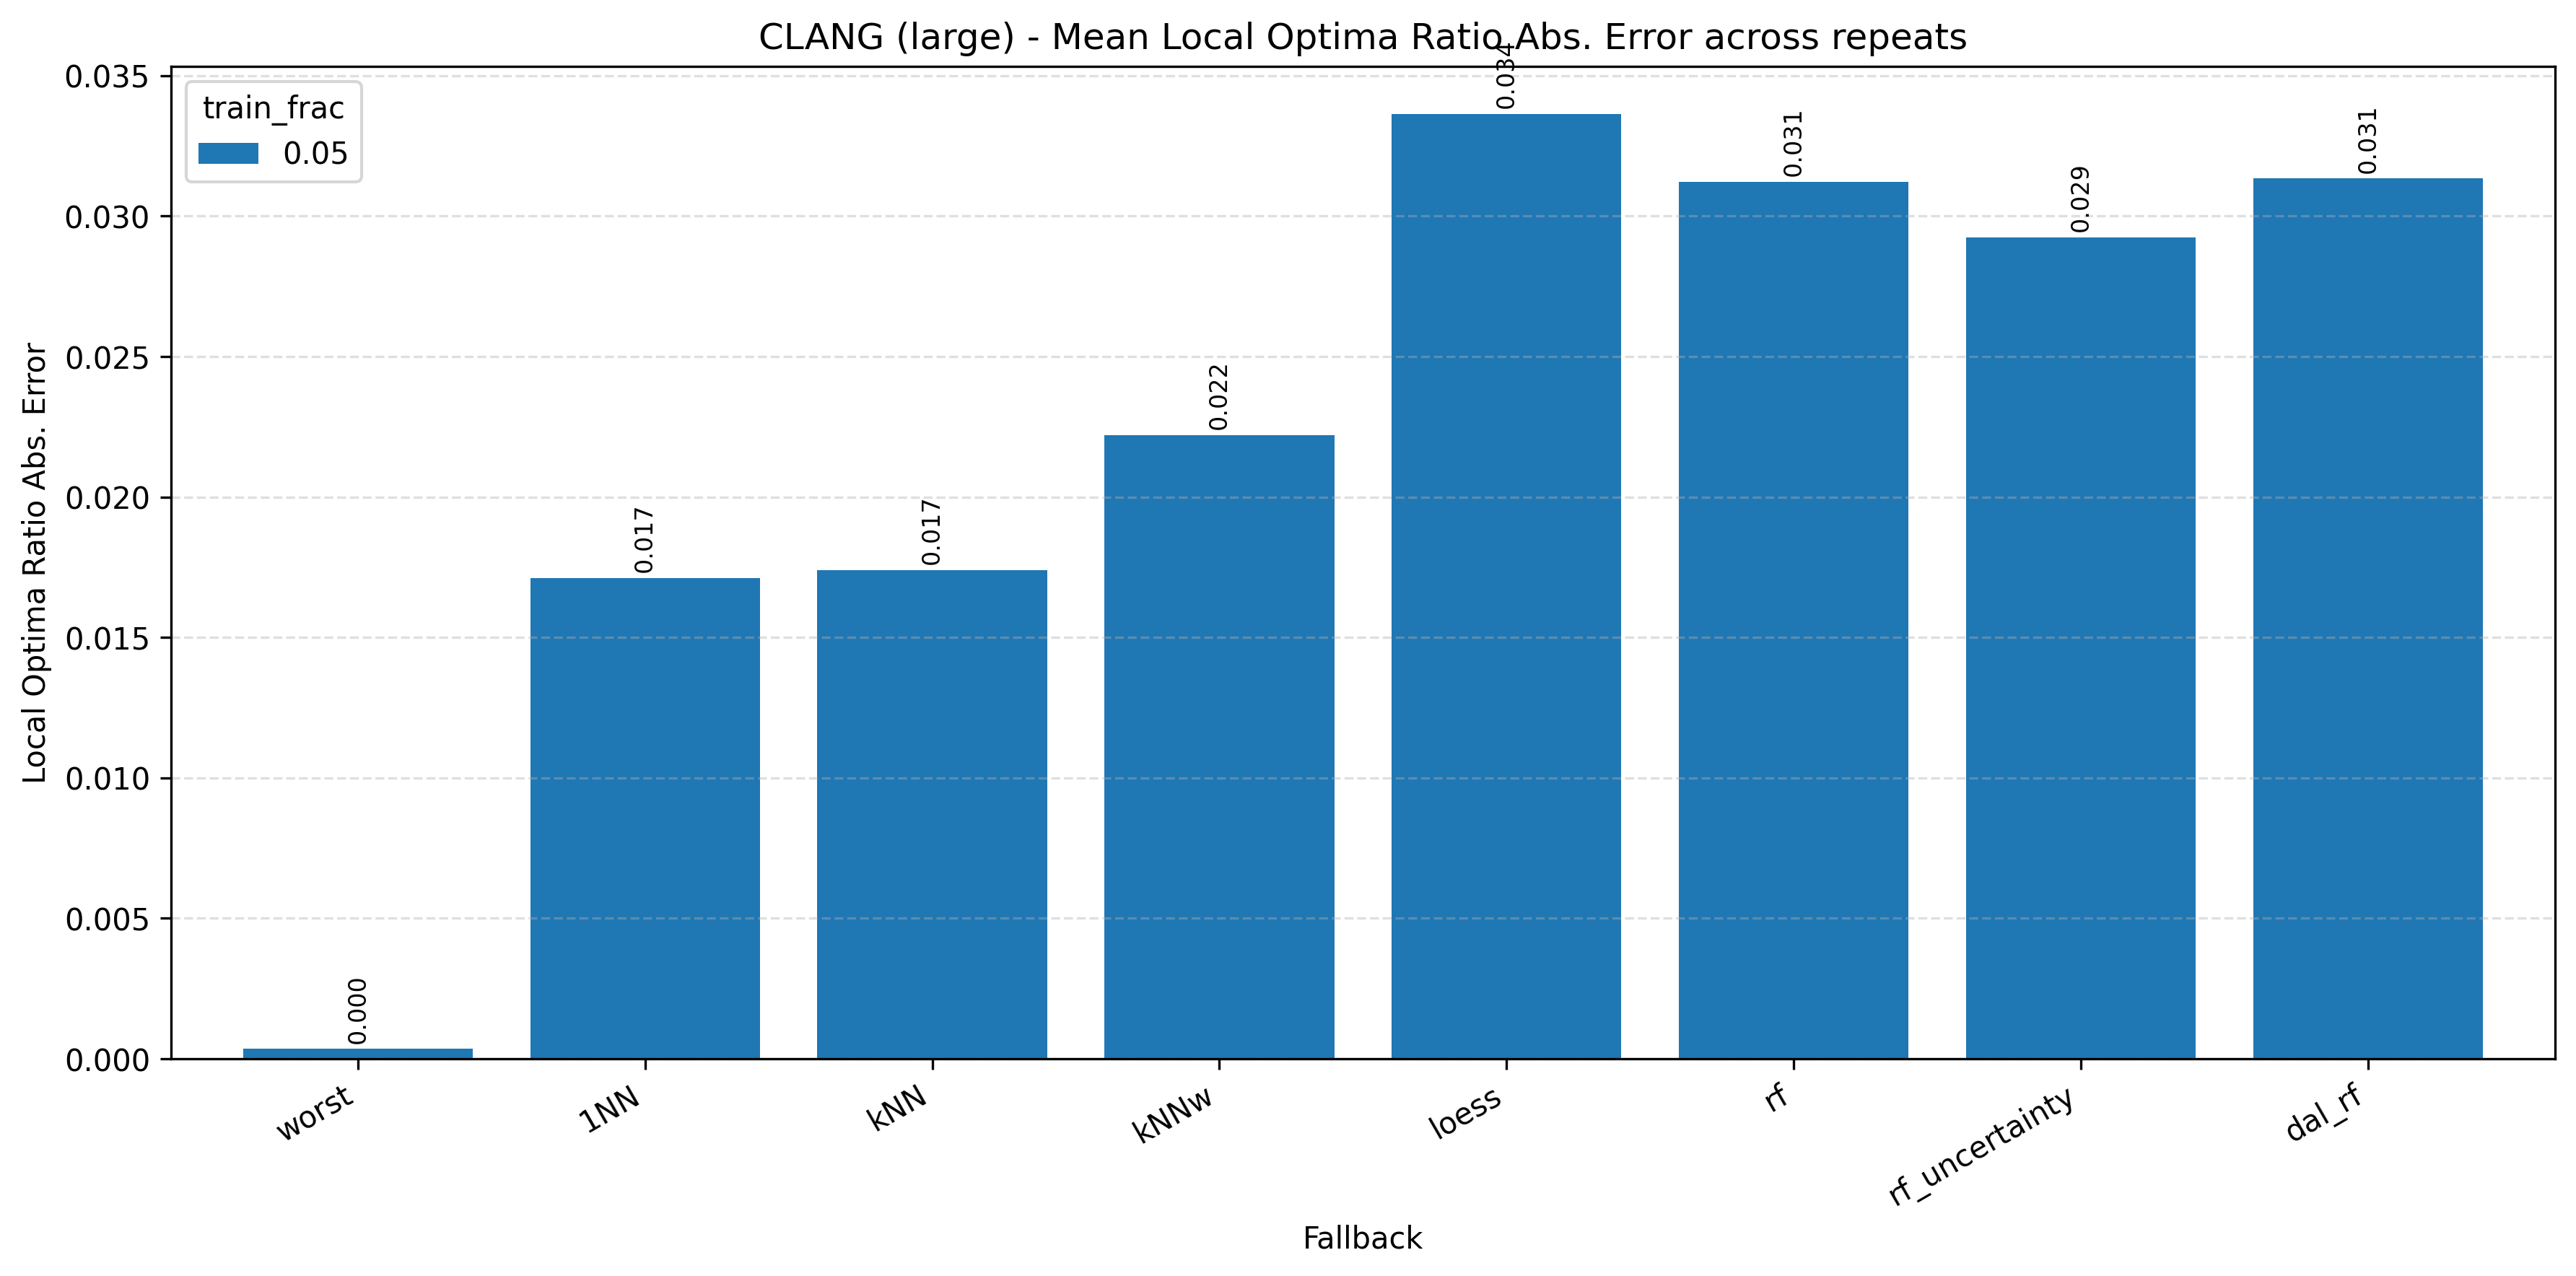 CLANG (large) - Mean Local Optima Ratio Abs. Error across repeats
train_frac
0.05
Local Optima Ratio Abs. Error
0.035
0.030
0.025
0.020
0.015
0.010
0.005
0.000
0.000
0.017
0.017
0.022
0.034
0.031
0.029
0.031
worst
1NN
kNN
kNNw
loess
rf
rf_uncertainty
dal_rf
Fallback